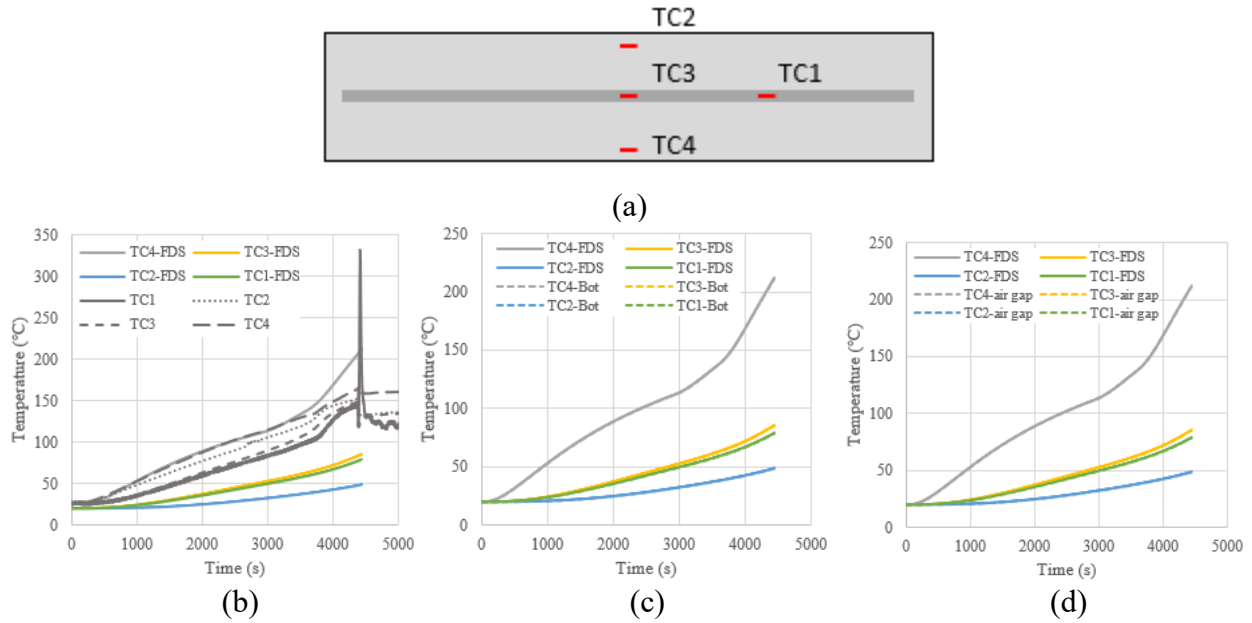 TC2
TC3 TC1
TC4
(a)
350
300
250
200
150
100
50
0
Temperature (°C)
TC4-FDS TC3-FDS
TC2-FDS TC1-FDS
TC1 TC2
TC3 TC4
0 1000 2000 3000 4000 5000
Time (s)
(b)
250
200
150
100
50
0
Temperature (°C)
TC4-FDS TC3-FDS
TC2-FDS TC1-FDS
TC4-Bot TC3-Bot
TC2-Bot TC1-Bot
0 1000 2000 3000 4000 5000
Time (s)
(c)
250
200
150
100
50
0
Temperature (°C)
TC4-FDS TC3-FDS
TC2-FDS TC1-FDS
TC4-air gap TC3-air gap
TC2-air gap TC1-air gap
0 1000 2000 3000 4000 5000
Time (s)
(d)